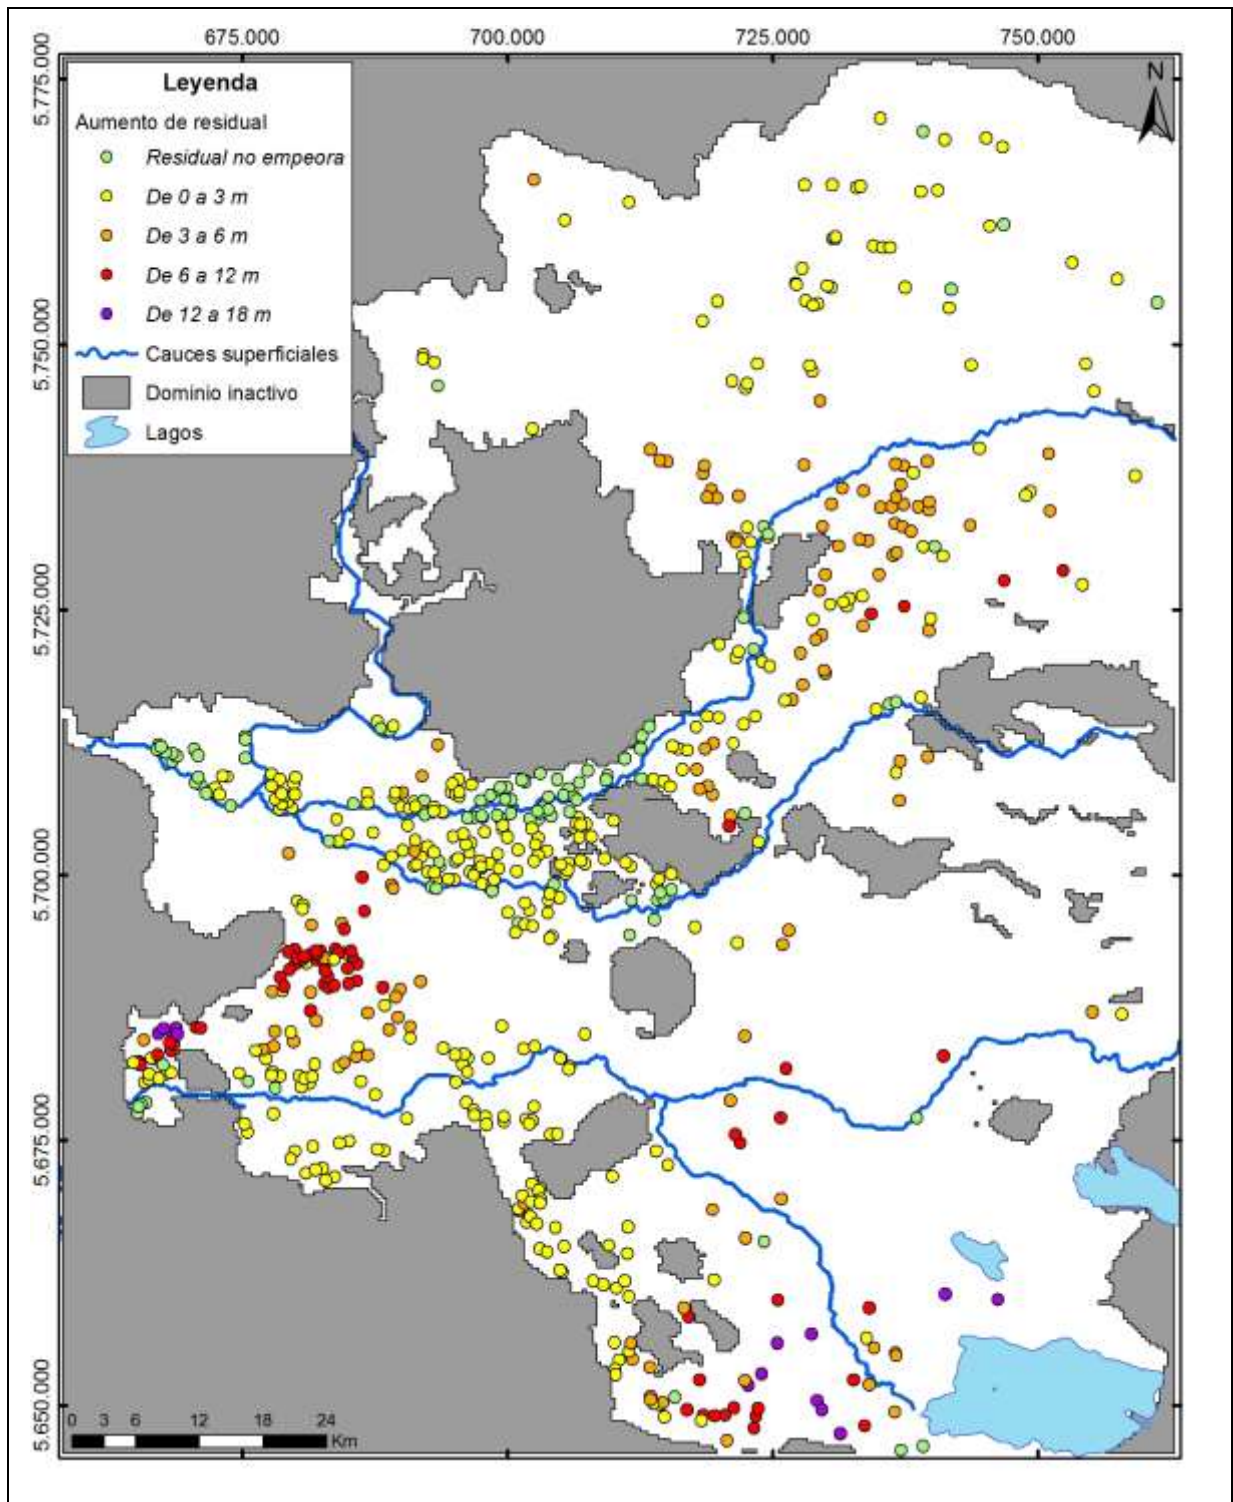 675.000 700.000 725.000 750.000
5.775.000
5.750.000
5.725.000
5.700.000
5.675.000
5.650.000
N
Leyenda
Aumento de residual
Residual no empeora
De 0 a 3 m
De 3 a 6 m
De 6 a 12 m
De 12 a 18 m
Cauces superficiales
Dominio inactivo
Lagos
0 3 6 12 18 24
Km